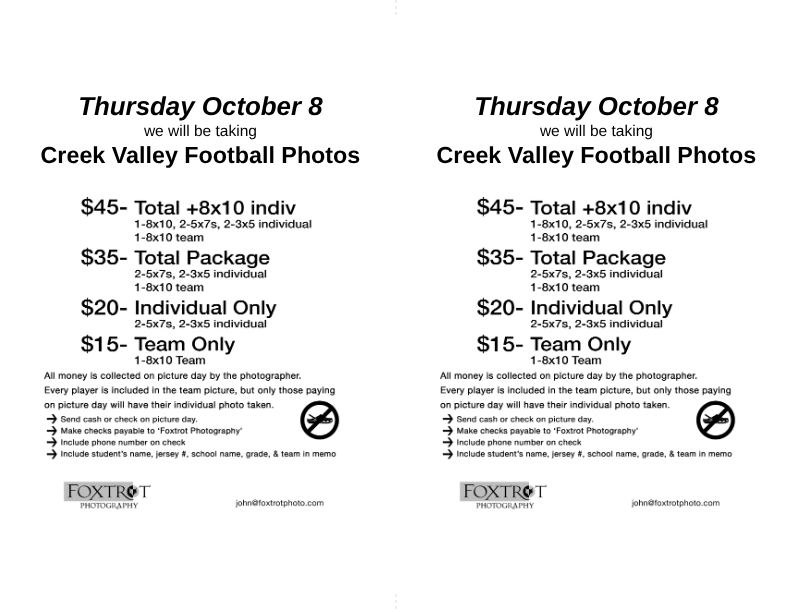 Thursday October 8
we will be taking
Creek Valley Football Photos
$45- Total +8x10 indiv
1-8x10, 2-5x7s, 2-3x5 individual
1-8x10 team
$35- Total Package
2-5x7s, 2-3x5 individual
1-8x10 team
$20- Individual Only
2-5x7s, 2-3x5 individual
$15- Team Only
1-8x10 Team
All money is collected on picture day by the photographer.
Every player is included in the team picture, but only those paying
on picture day will have their individual photo taken.
Send cash or check on picture day.
Make checks payable to ‘Foxtrot Photography’
Include phone number on check
Include student's name, jersey #, school name, grade, & team in memo
FOXTROT
PHOTOGRAPHY
john@foxtrotphoto.com
Thursday October 8
we will be taking
Creek Valley Football Photos
$45- Total +8x10 indiv
1-8x10, 2-5x7s, 2-3x5 individual
1-8x10 team
$35- Total Package
2-5x7s, 2-3x5 individual
1-8x10 team
$20- Individual Only
2-5x7s, 2-3x5 individual
$15- Team Only
1-8x10 Team
All money is collected on picture day by the photographer.
Every player is included in the team picture, but only those paying
on picture day will have their individual photo taken.
Send cash or check on picture day.
Make checks payable to ‘Foxtrot Photography’
Include phone number on check
Include student's name, jersey #, school name, grade, & team in memo
FOXTROT
PHOTOGRAPHY
john@foxtrotphoto.com